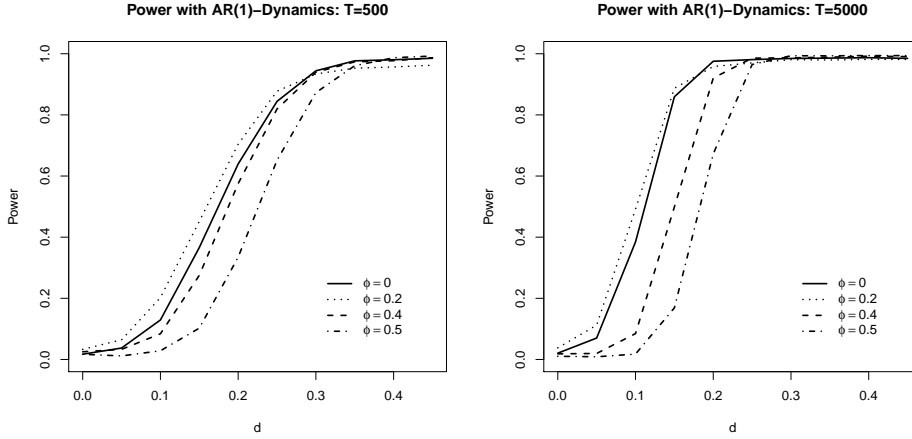 Power with AR(1)−Dynamics: T=500
Power
1.0
0.8
0.6
0.4
0.2
0.0
ϕ = 0
ϕ = 0.2
ϕ = 0.4
ϕ = 0.5
0.0 0.1 0.2 0.3 0.4
d
Power with AR(1)−Dynamics: T=5000
Power
1.0
0.8
0.6
0.4
0.2
0.0
ϕ = 0
ϕ = 0.2
ϕ = 0.4
ϕ = 0.5
0.0 0.1 0.2 0.3 0.4
d